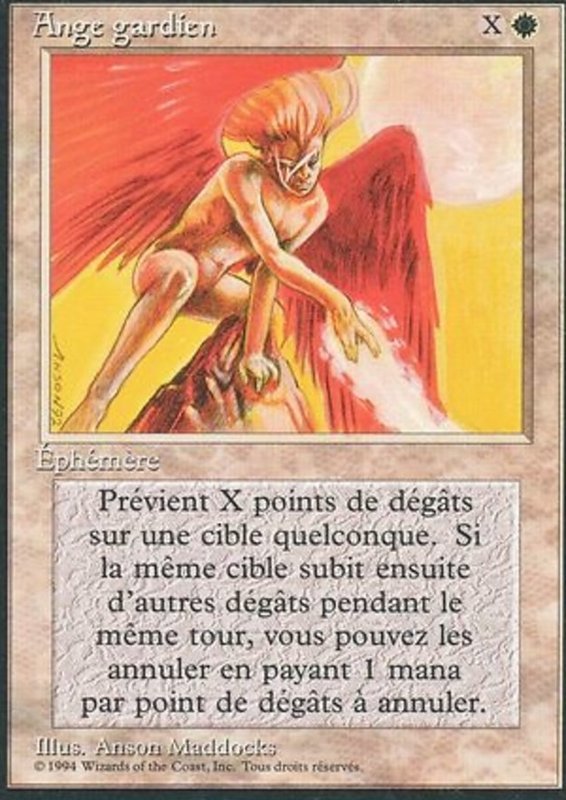 Ange gardien X
Éphémère
Prévient X points de dégâts
sur une cible quelconque. Si
la même cible subit ensuite
d'autres dégâts pendant le
même tour, vous pouvez les
annuler en payant 1 mana
par point de dégâts à annuler.
Illus. Anson Maddocks
© 1994 Wizards of the Coast, Inc. Tous droits réservés.
ANSON92